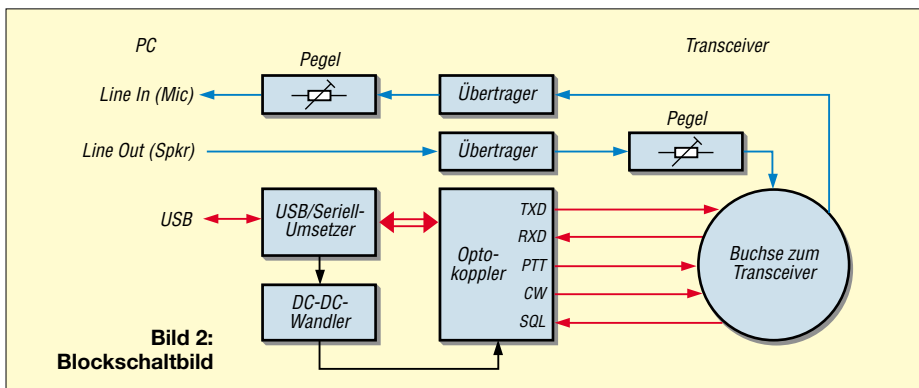 PC
Transceiver
Pegel
Line In (Mic)
Übertrager
Pegel
Line Out (Spkr)
Übertrager
USB
USB/Seriell-
Umsetzer
Opto-
koppler
TXD
RXD
PTT
CW
SQL
Buchse zum
Transceiver
DC-DC-
Wandler
Bild 2:
Blockschaltbild